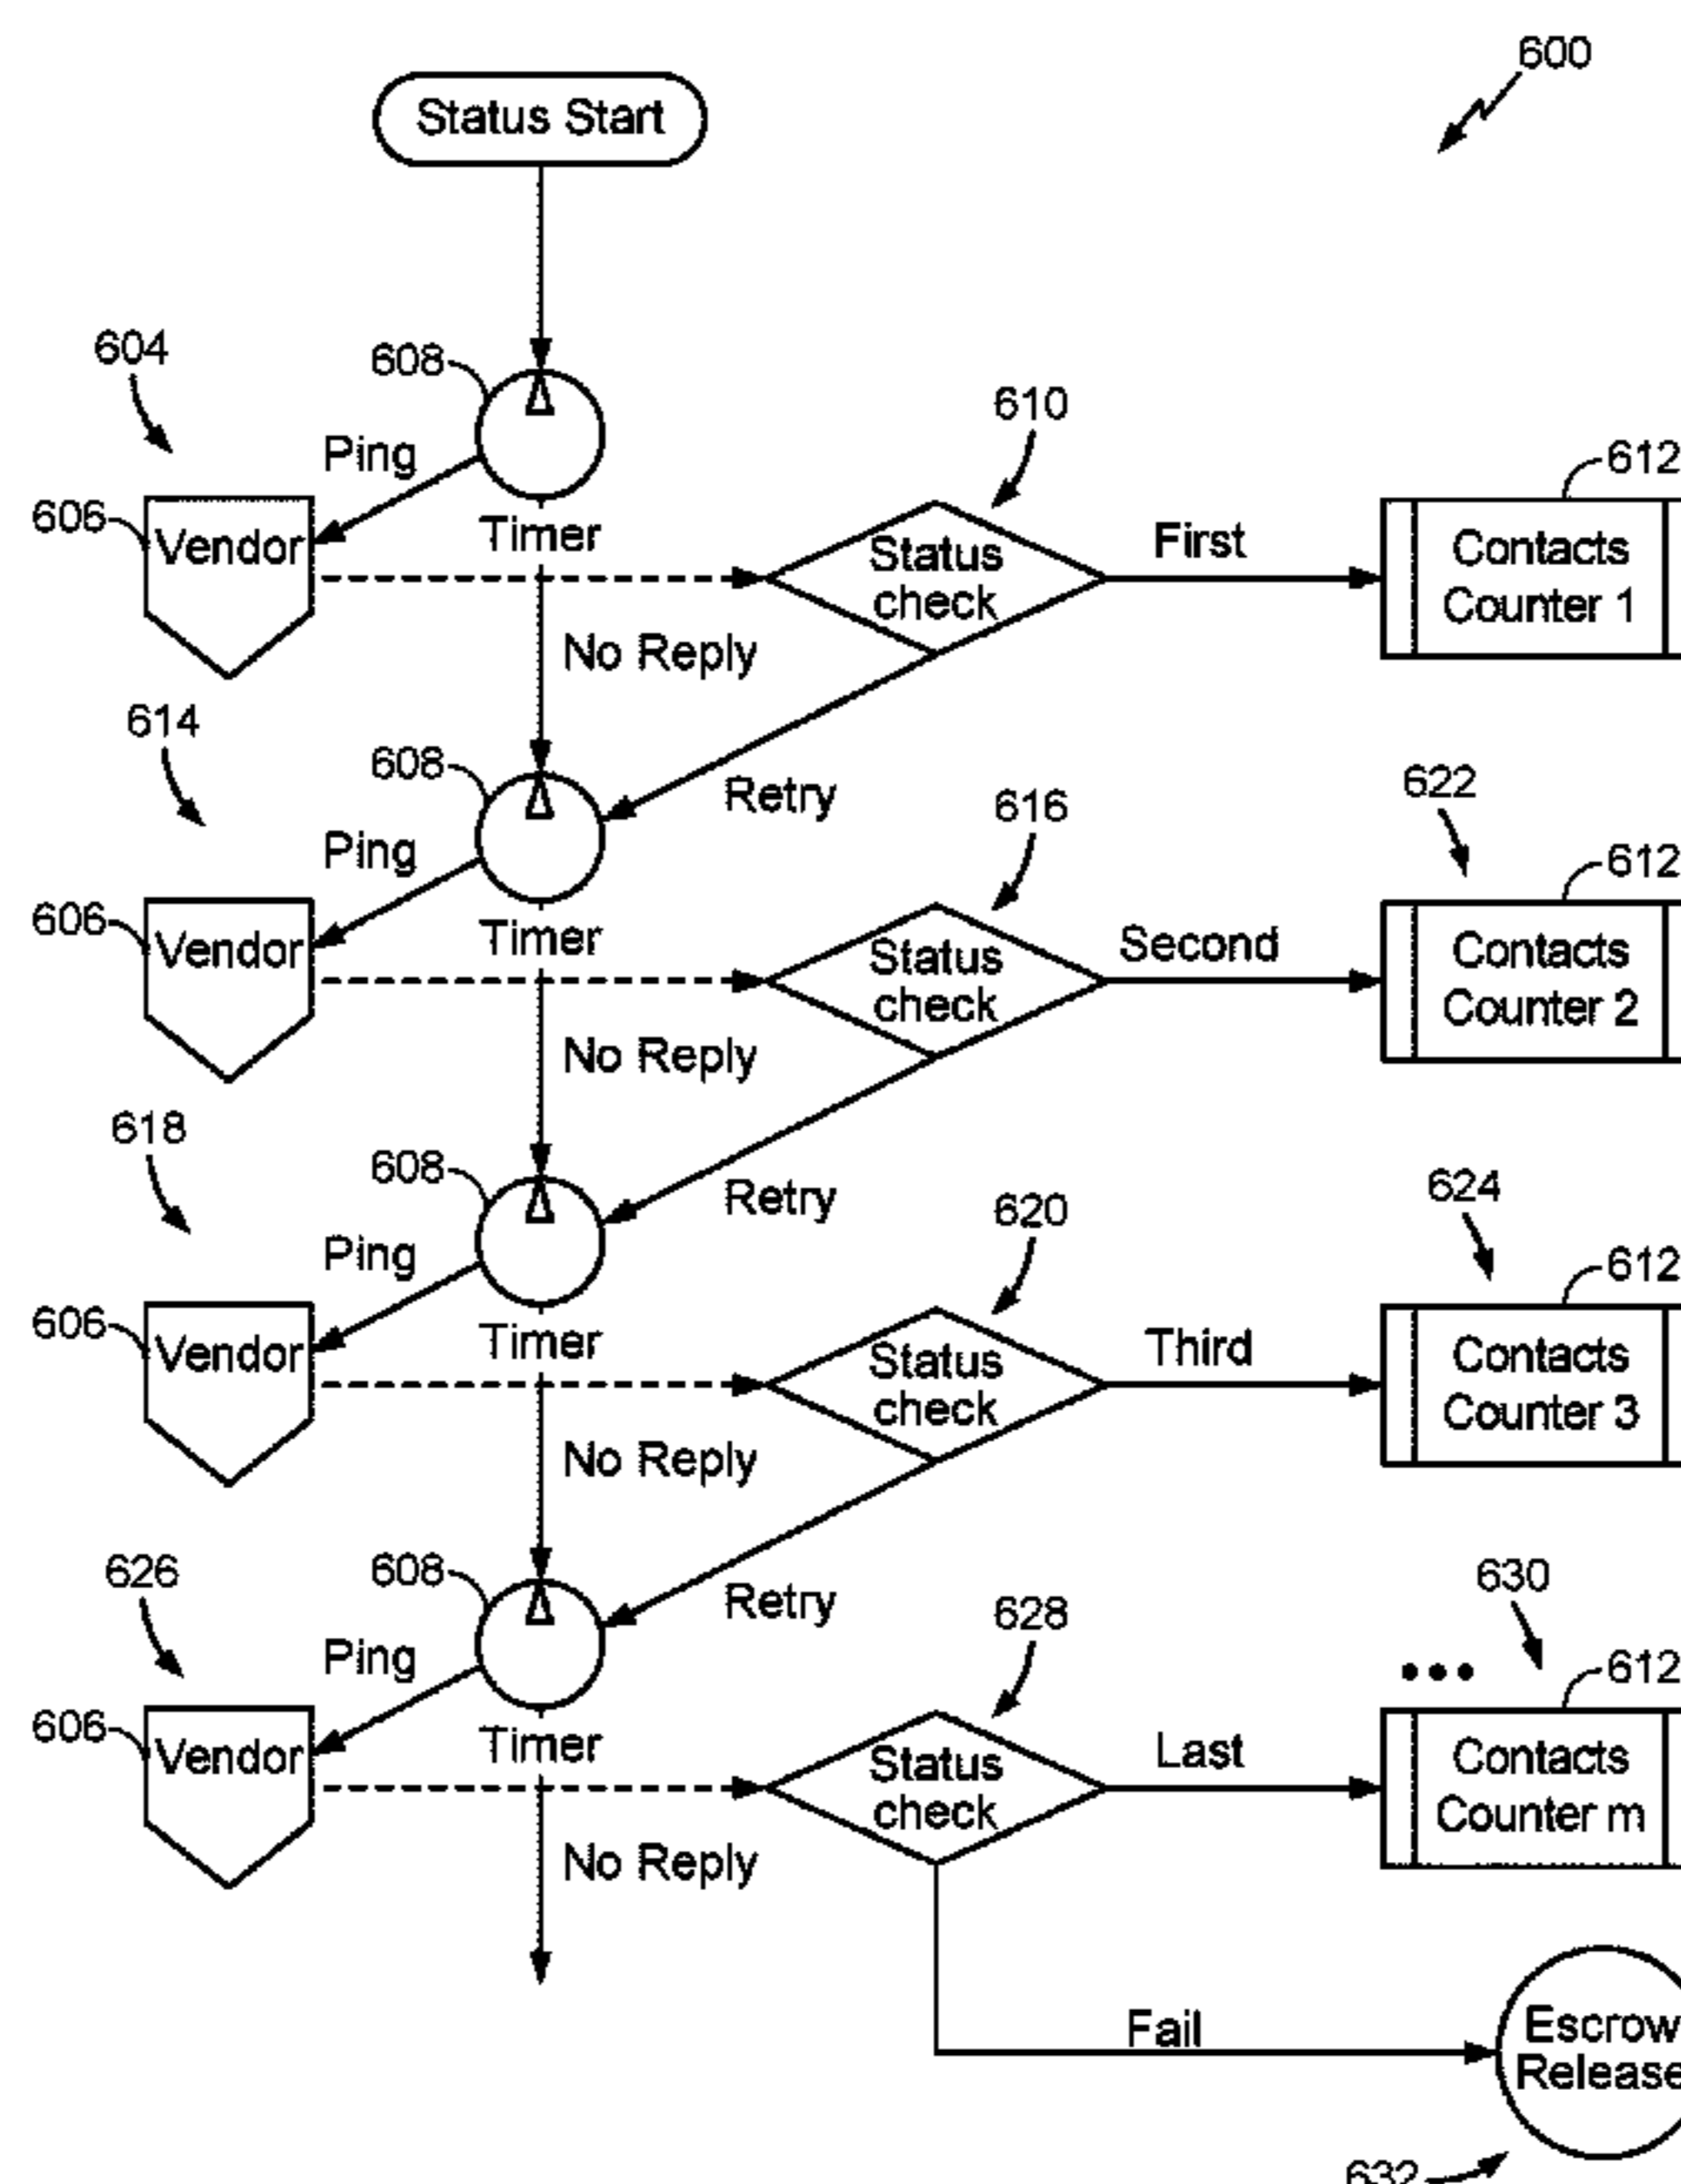 600
Status Start
604
608
610
Ping
612
606
Vendor
Timer
Status
check
First
Contacts
Counter 1
No Reply
614
608
Retry
616
622
Ping
612
606
Vendor
Timer
Status
check
Second
Contacts
Counter 2
No Reply
618
608
Retry
620
624
Ping
612
606
Vendor
Timer
Status
check
Third
Contacts
Counter 3
No Reply
626
608
Retry
628
630
Ping
612
606
Vendor
Timer
Status
check
Last
Contacts
Counter m
No Reply
Fail
Escrow
Release
632